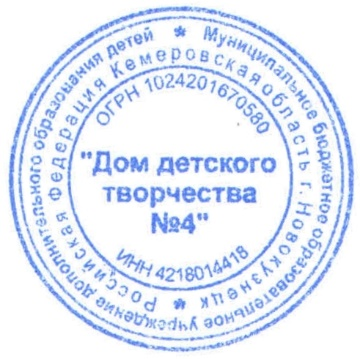 * Муниципальное бюджетное образовательное учреждение дополнительного образования детей
* Российская Федерация Кемеровская область г. Новокузнецк
ОГРН 1024201670580
"Дом детского
творчества
№4"
ИНН 4218014418